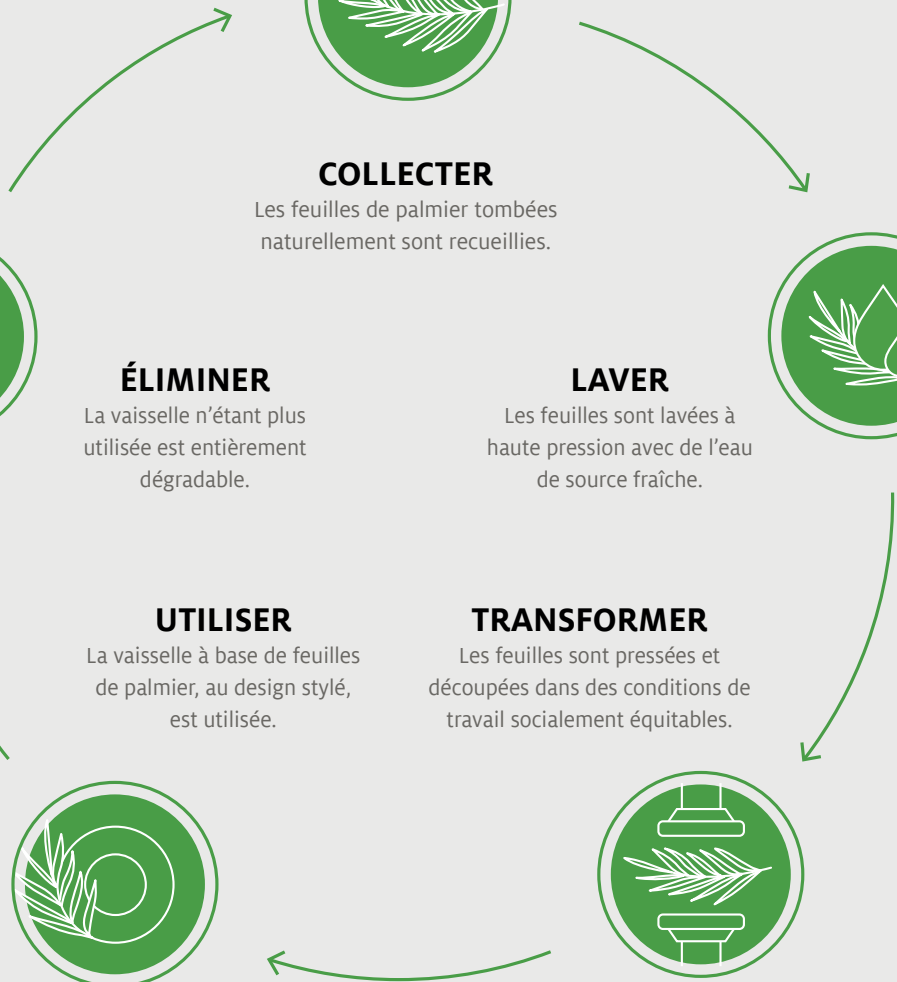 COLLECTER
Les feuilles de palmier tombées
naturellement sont recueillies.
ÉLIMINER
La vaisselle n’étant plus
utilisée est entièrement
dégradable.
LAVER
Les feuilles sont lavées à
haute pression avec de l’eau
de source fraîche.
UTILISER
La vaisselle à base de feuilles
de palmier, au design stylé,
est utilisée.
TRANSFORMER
Les feuilles sont pressées et
découpées dans des conditions de
travail socialement équitables.